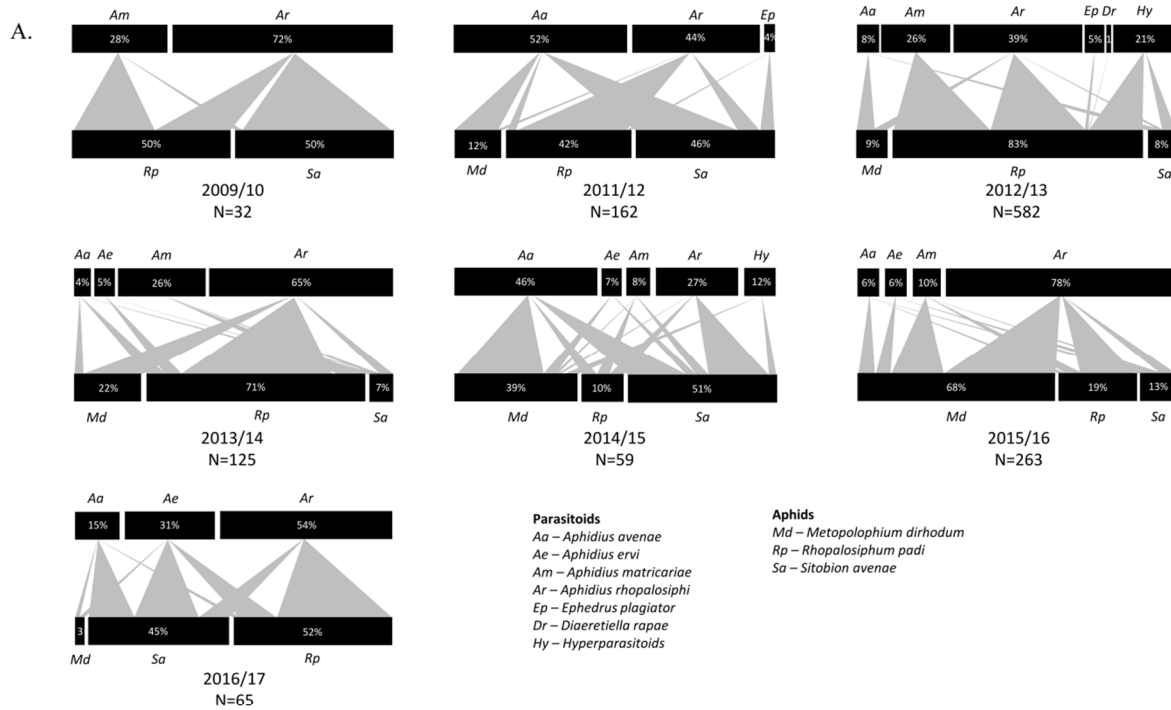 A.
Am Ar
28% 72%
50% 50%
Rp Sa
2009/10
N=32
Aa Ar Ep
52% 44% 4%
12% 42% 46%
Md Rp Sa
2011/12
N=162
Aa Am Ar Ep Dr Hy
8% 26% 39% 5% 1 21%
9% 83% 8%
Md Rp Sa
2012/13
N=582
Aa Ae Am Ar
4% 5% 26% 65%
22% 71% 7%
Md Rp Sa
2013/14
N=125
Aa Ae Am Ar Hy
46% 7% 8% 27% 12%
39% 10% 51%
Md Rp Sa
2014/15
N=59
Aa Ae Am Ar
6% 6% 10% 78%
68% 19% 13%
Md Rp Sa
2015/16
N=263
Aa Ae Ar
15% 31% 54%
3 45% 52%
Md Sa Rp
2016/17
N=65
Parasitoids
Aa – Aphidius avenae
Ae – Aphidius ervi
Am – Aphidius matricariae
Ar – Aphidius rhopalosiphi
Ep – Ephedrus plagiator
Dr – Diaeretiella rapae
Hy – Hyperparasitoids
Aphids
Md – Metopolophium dirhodum
Rp – Rhopalosiphum padi
Sa – Sitobion avenae